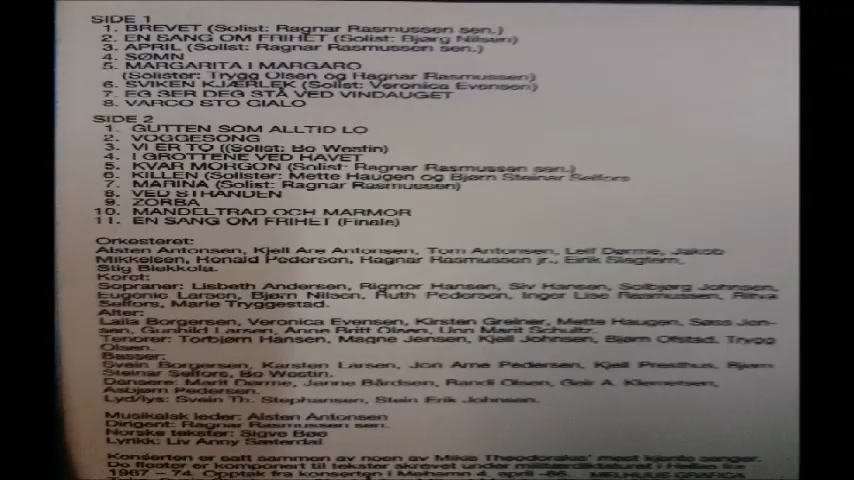 SIDE 1
1. BREVET (Solist: Ragnar Rasmussen sen.)
2. EN SANG OM FRIHET (Solist: Bjørg Nilsen)
3. APRIL (Solist: Ragnar Rasmussen sen.)
4. SØMN
5. MARGARITA I MARGARO
(Solister: Trygg Olsen og Ragnar Rasmussen)
6. SVIKEN KJÆRLEK (Solist: Veronica Evensen)
7. EG SER DEG STÅ VED VINDAUGET
8. VARCO STO GIALO
SIDE 2
1. GUTTEN SOM ALLTID LO
2. VOGGESONG
3. VI ER TO ((Solist: Bo Westin)
4. I GROTTENE VED HAVET
5. KVAR MORGON (Solist: Ragnar Rasmussen sen.)
6. KILLEN (Solister: Mette Haugen og Bjørn Steinar Selfors
7. MARINA (Solist: Ragnar Rasmussen)
8. VED STRANDEN
9. ZORBA
10. MANDELTRAD OCH MARMOR
11. EN SANG OM FRIHET (Finale)
Orkesteret:
Alsten Antonsen, Kjell Are Antonsen, Tom Antonsen, Leif Dørme, Jakob
Mikkelsen, Ronald Pedersen, Ragnar Rasmussen jr., Eirik Slagtern,
Stig Blekkola.
Koret:
Sopraner: Lisbeth Andersen, Rigmor Hansen, Siv Hansen, Solbjørg Johnsen,
Eugenie Larsen, Bjørn Nilsen, Ruth Pedersen, Inger Lise Rasmussen,
Selfors, Marie Tryggestad.
Alter:
Laila Borgersen, Veronica Evensen, Kirsten Greiner, Mette Haugen, Søss Jen-
sen, Gunhild Larsen, Anne Britt Olsen, Unn Marit Schultz.
Tenorer: Torbjørn Hansen, Magne Jensen, Kjell Johnsen, Bjørn Ofstad, Trygg
Olsen.
Basser:
Svein Borgersen, Karsten Larsen, Jon Arne Pedersen, Kjell Presthus, Bjørn
Steinar Selfors, Bo Westin.
Dansere: Marit Dørme, Janne Bårdsen, Randi Olsen, Geir A. Klemetsen,
Asbjørn Pedersen.
Lyd/lys: Svein Th. Stephansen, Stein Erik Johnsen.
Musikalsk leder: Alsten Antonsen
Dirigent: Ragnar Rasmussen sen.
Norske tekster: Sigve Bøe
Lyrikk: Liv Anny Sæterdal
Konserten er satt sammen av noen av Mikis Theodorakis' mest kjente sanger.
De fleste er komponert til tekster skrevet under militærdiktaturet i Hellas fra
1967 – 74. Opptak fra konserten i Mehamn 4. april -86. MELHUUS GRAFICA